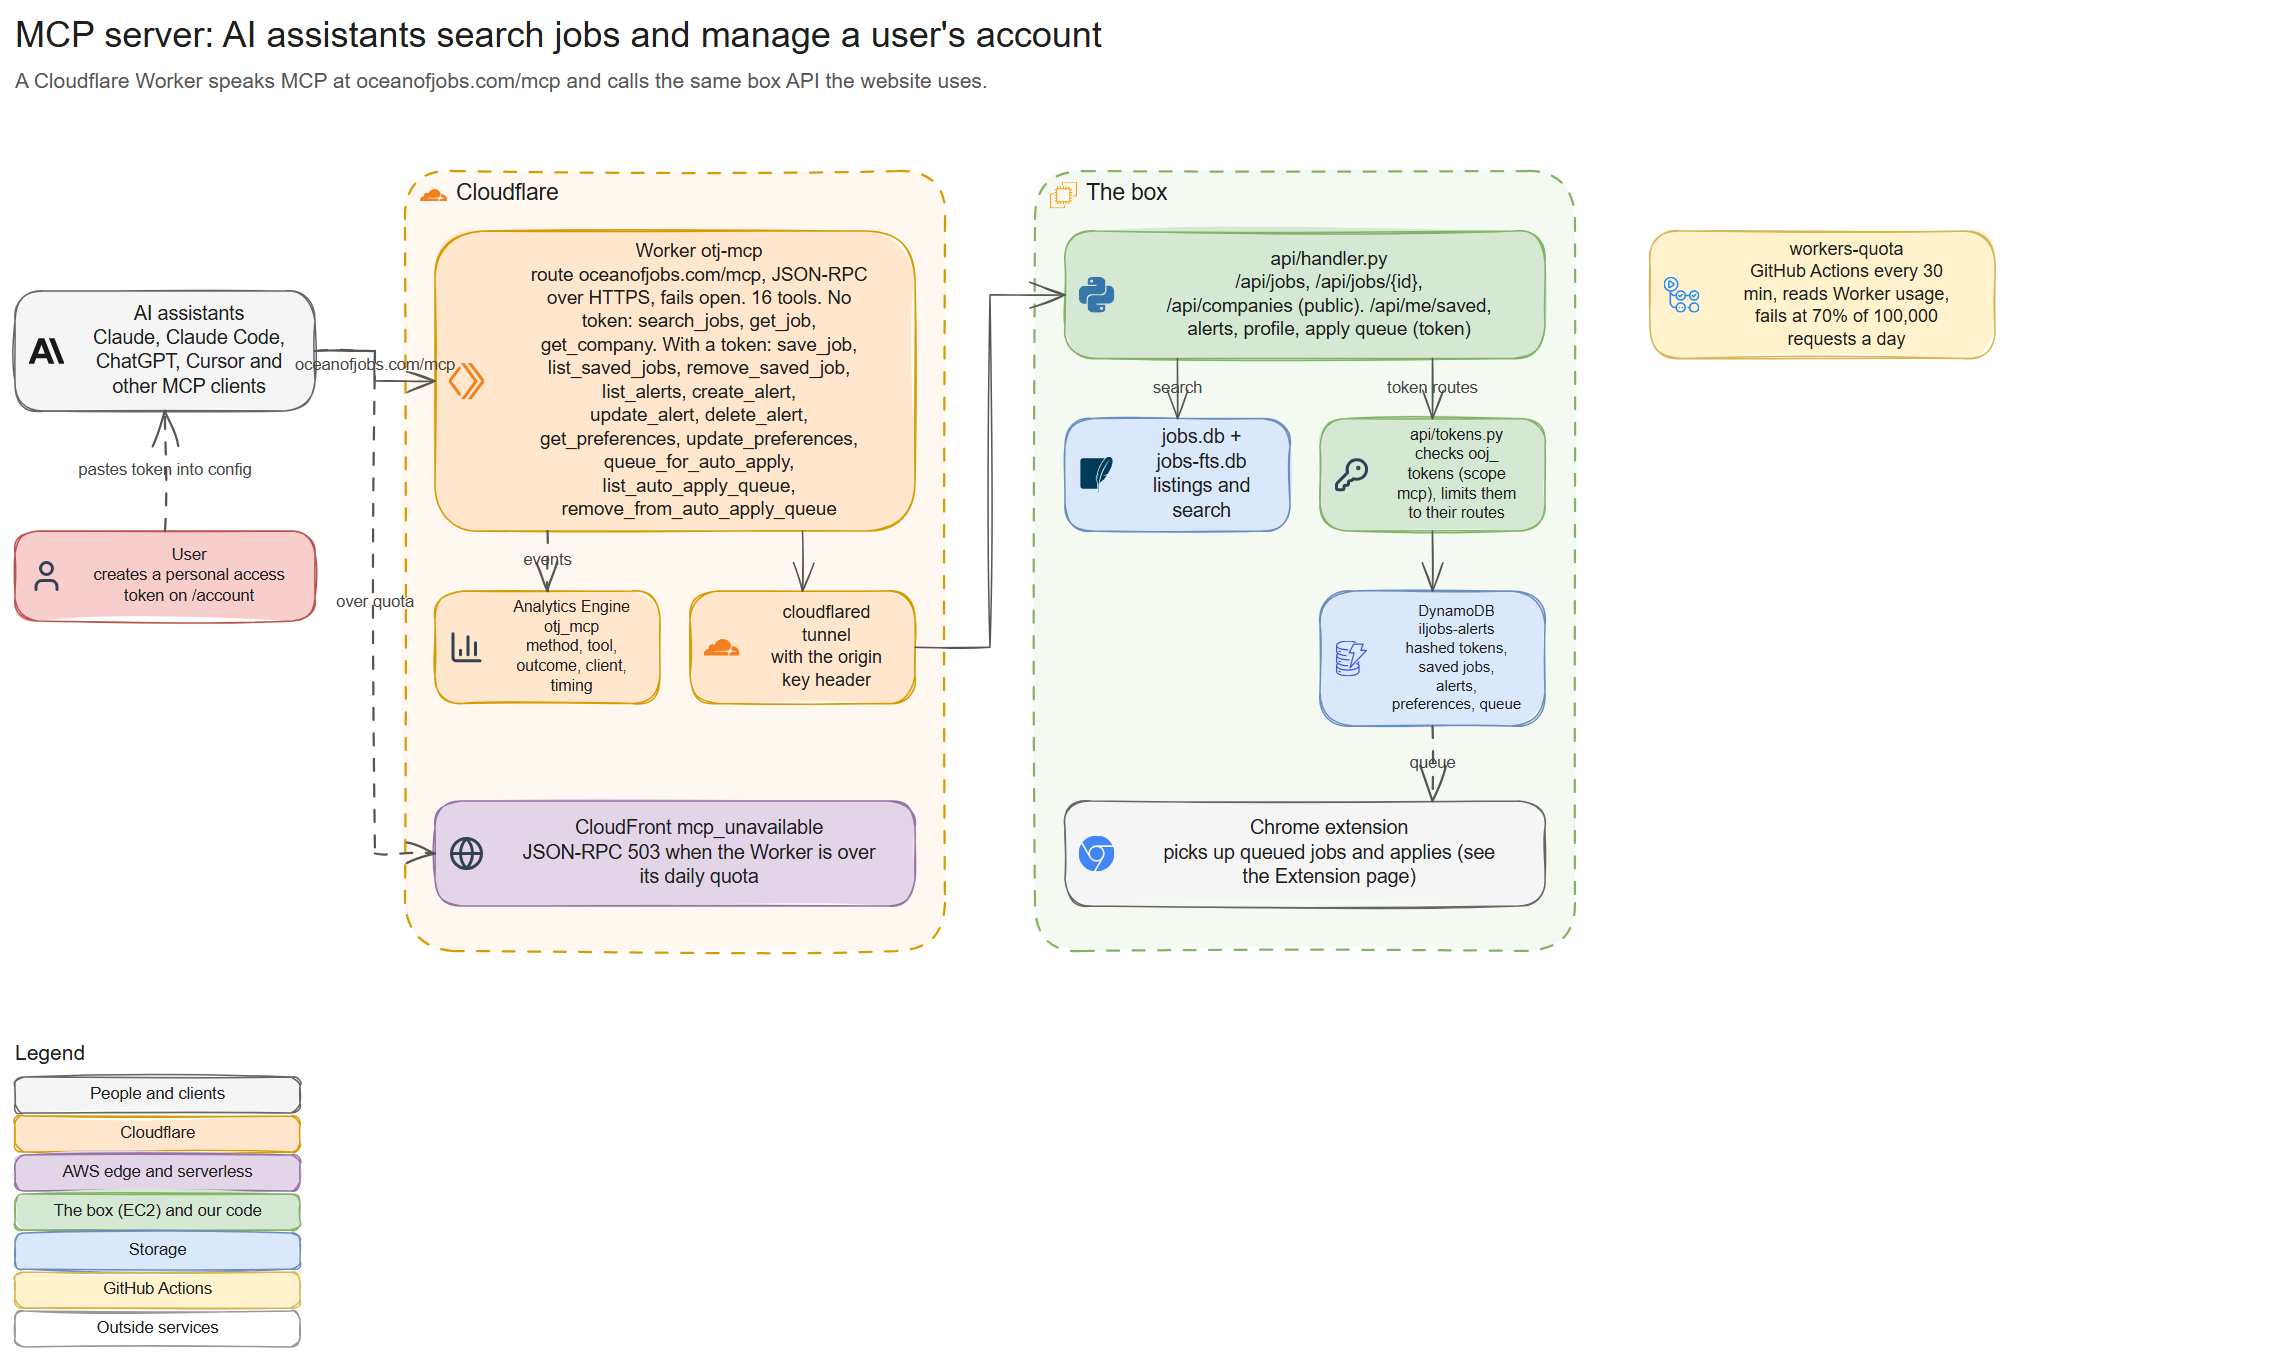 MCP server: AI assistants search jobs and manage a user's account
A Cloudflare Worker speaks MCP at oceanofjobs.com/mcp and calls the same box API the website uses.
AI assistants
Claude, Claude Code,
ChatGPT, Cursor and
other MCP clients
oceanofjobs.com/mcp
pastes token into config
User
creates a personal access
token on /account
over quota
Cloudflare
Worker otj-mcp
route oceanofjobs.com/mcp, JSON-RPC
over HTTPS, fails open. 16 tools. No
token: search_jobs, get_job,
get_company. With a token: save_job,
list_saved_jobs, remove_saved_job,
list_alerts, create_alert,
update_alert, delete_alert,
get_preferences, update_preferences,
queue_for_auto_apply,
list_auto_apply_queue,
remove_from_auto_apply_queue
events
Analytics Engine
otj_mcp
method, tool,
outcome, client,
timing
cloudflared
tunnel
with the origin
key header
CloudFront mcp_unavailable
JSON-RPC 503 when the Worker is over
its daily quota
The box
api/handler.py
/api/jobs, /api/jobs/{id},
/api/companies (public). /api/me/saved,
alerts, profile, apply queue (token)
search
token routes
jobs.db +
jobs-fts.db
listings and
search
api/tokens.py
checks ooj_
tokens (scope
mcp), limits them
to their routes
DynamoDB
iljobs-alerts
hashed tokens,
saved jobs,
alerts,
preferences, queue
queue
Chrome extension
picks up queued jobs and applies (see
the Extension page)
workers-quota
GitHub Actions every 30
min, reads Worker usage,
fails at 70% of 100,000
requests a day
Legend
People and clients
Cloudflare
AWS edge and serverless
The box (EC2) and our code
Storage
GitHub Actions
Outside services